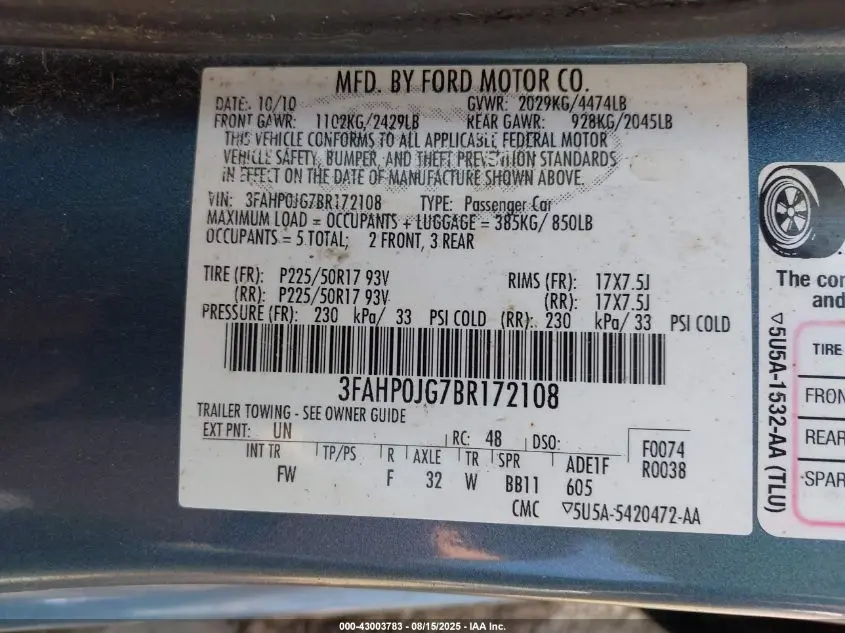 MFD. BY FORD MOTOR CO.
DATE: 10/10 GVWR: 2029KG/4474LB
FRONT GAWR: 1102KG/2429LB REAR GAWR: 928KG/2045LB
THIS VEHICLE CONFORMS TO ALL APPLICABLE FEDERAL MOTOR
VEHICLE SAFETY, BUMPER, AND THEFT PREVENTION STANDARDS
IN EFFECT ON THE DATE OF MANUFACTURE SHOWN ABOVE.
VIN: 3FAHP0JG7BR172108 TYPE: Passenger Car
MAXIMUM LOAD = OCCUPANTS + LUGGAGE = 385KG/ 850LB
OCCUPANTS = 5 TOTAL; 2 FRONT, 3 REAR
TIRE (FR): P225/50R17 93V RIMS (FR): 17X7.5J
(RR): P225/50R17 93V (RR): 17X7.5J
PRESSURE (FR): 230 kPa/ 33 PSI COLD (RR): 230 kPa/ 33 PSI COLD
3FAHP0JG7BR172108
TRAILER TOWING - SEE OWNER GUIDE
EXT PNT: UN RC: 48 DSO:
F0074
R0038
INT TR TP/PS R AXLE TR SPR ADE1F
FW F 32 W BB11 605
CMC ▽5U5A-5420472-AA
The con
and
▽5U5A-1532-AA (TLU)
TIRE
FRON
REAR
SPAR
000-43003783 - 08/15/2025 - IAA Inc.